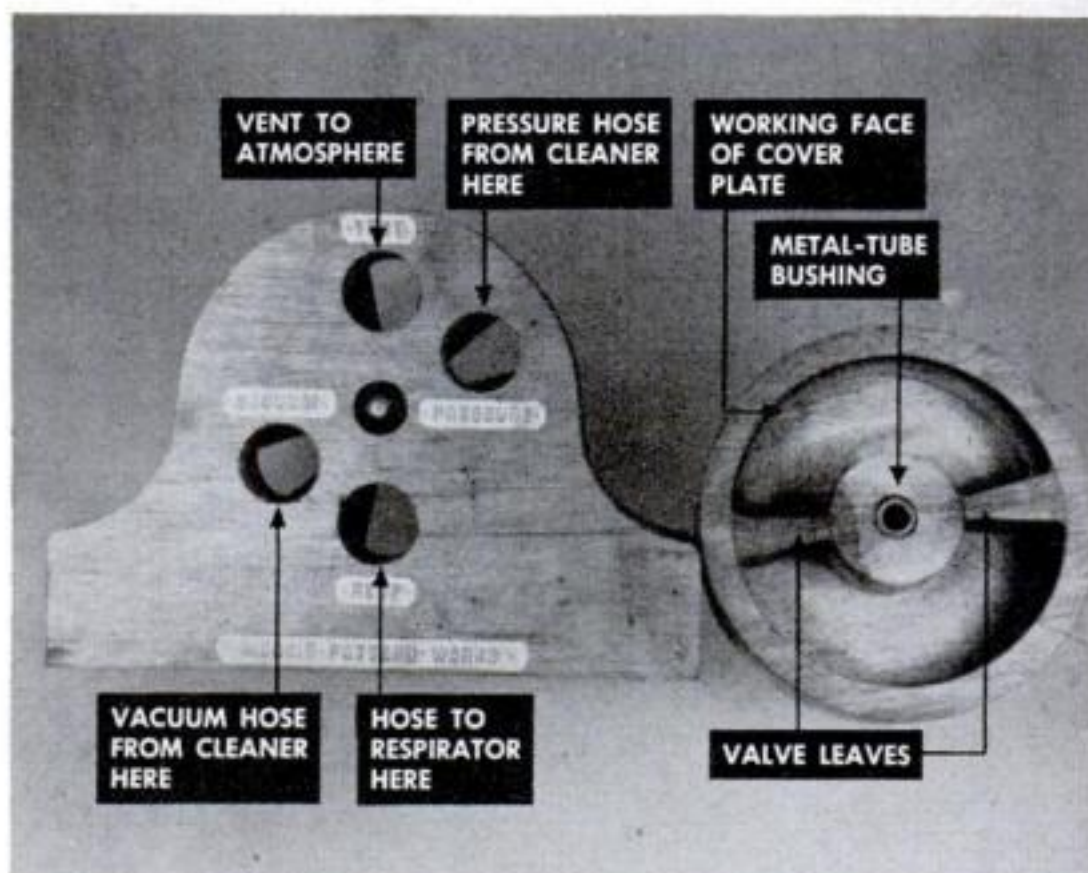 VENT TO
ATMOSPHERE
PRESSURE HOSE
FROM CLEANER
HERE
WORKING FACE
OF COVER
PLATE
METAL-TUBE
BUSHING
VACUUM
PRESSURE
VACUUM HOSE
FROM CLEANER
HERE
HOSE TO
RESPIRATOR
HERE
VALVE LEAVES